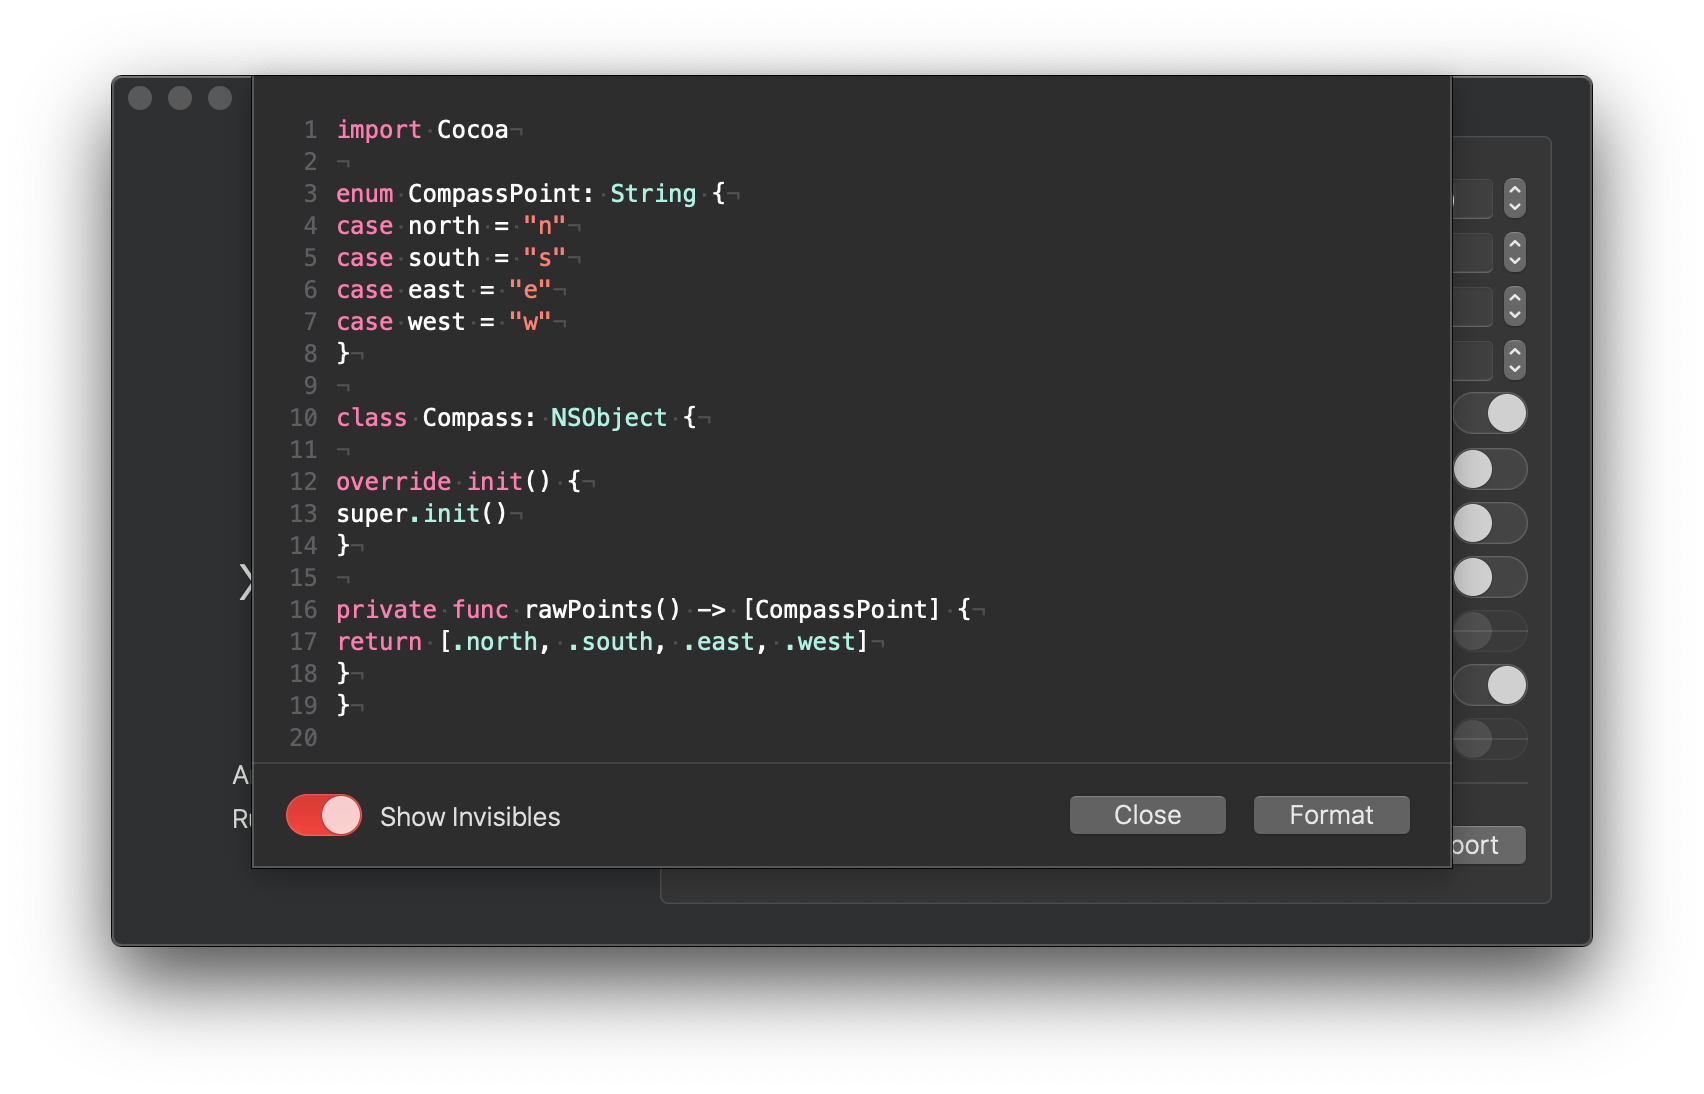 1 import Cocoa¬
2 ¬
3 enum CompassPoint: String {¬
4 case north = "n"¬
5 case south = "s"¬
6 case east = "e"¬
7 case west = "w"¬
8 }¬
9 ¬
10 class Compass: NSObject {¬
11 ¬
12 override init() {¬
13 super.init()¬
14 }¬
15 ¬
16 private func rawPoints() -> [CompassPoint] {¬
17 return [.north, .south, .east, .west]¬
18 }¬
19 }¬
20
Show Invisibles
Close
Format